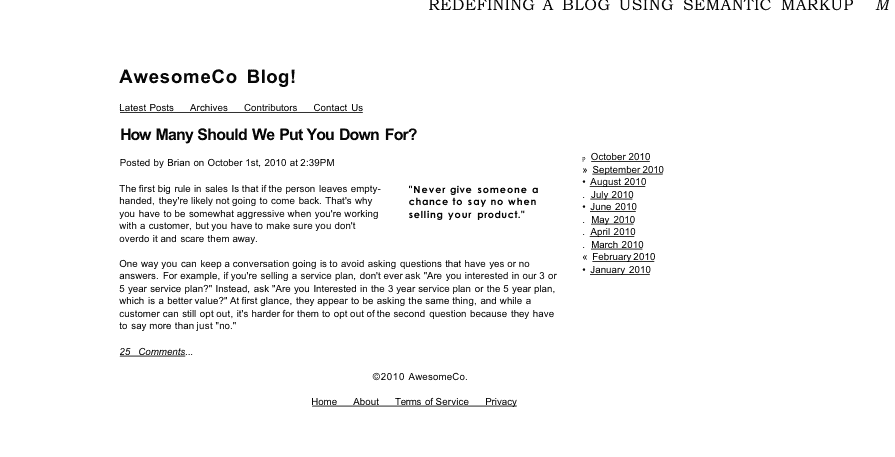 REDEFINING A BLOG USING SEMANTIC MARKUP M
AwesomeCo Blog!
Latest Posts Archives Contributors Contact Us
How Many Should We Put You Down For?
Posted by Brian on October 1st, 2010 at 2:39PM
The first big rule in sales Is that if the person leaves empty-
handed, they're likely not going to come back. That's why
you have to be somewhat aggressive when you're working
with a customer, but you have to make sure you don't
overdo it and scare them away.
"Never give someone a
chance to say no when
selling your product."
One way you can keep a conversation going is to avoid asking questions that have yes or no
answers. For example, if you're selling a service plan, don't ever ask "Are you interested in our 3 or
5 year service plan?" Instead, ask "Are you Interested in the 3 year service plan or the 5 year plan,
which is a better value?" At first glance, they appear to be asking the same thing, and while a
customer can still opt out, it's harder for them to opt out of the second question because they have
to say more than just "no."
25 Comments...
p October 2010
» September 2010
• August 2010
. July 2010
• June 2010
. May 2010
. April 2010
. March 2010
« February 2010
• January 2010
©2010 AwesomeCo.
Home About Terms of Service Privacy